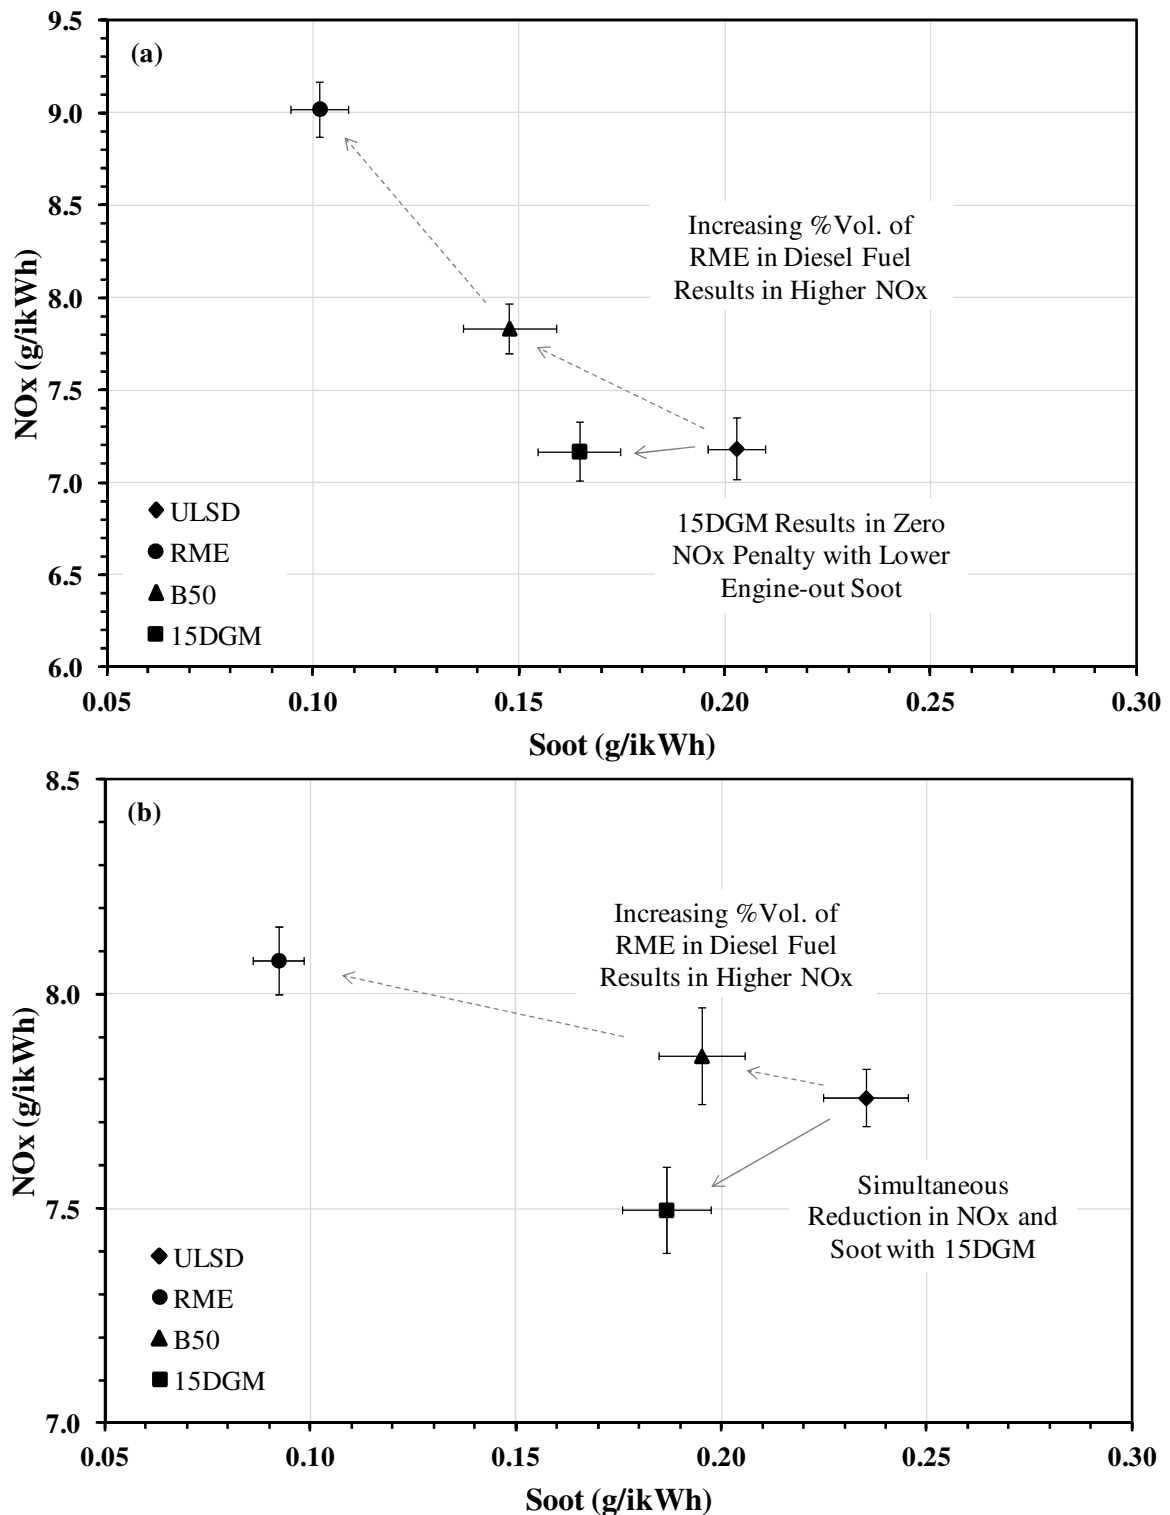 9.5
(a)
9.0
8.5
Increasing %Vol. of
RME in Diesel Fuel
Results in Higher NOx
8.0
NOx (g/ikWh)
7.5
7.0
ULSD
15DGM Results in Zero
RME
NOx Penalty with Lower
6.5
B50
Engine-out Soot
15DGM
6.0
0.05 0.10 0.15 0.20 0.25 0.30
Soot (g/ikWh)
8.5
(b)
Increasing %Vol. of
RME in Diesel Fuel
Results in Higher NOx
8.0
NOx (g/ikWh)
7.5
Simultaneous
Reduction in NOx and
Soot with 15DGM
ULSD
RME
B50
15DGM
7.0
0.05 0.10 0.15 0.20 0.25 0.30
Soot (g/ikWh)